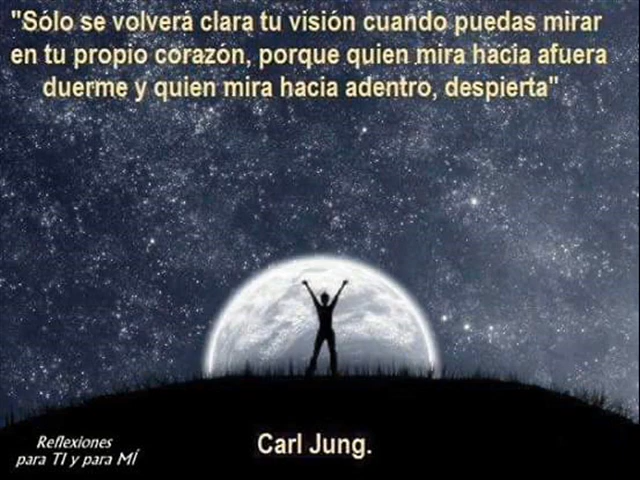 "Sólo se volverá clara tu visión cuando puedas mirar
en tu propio corazón, porque quien mira hacia afuera
duerme y quien mira hacia adentro, despierta"
Carl Jung.
Reflexiones
para TI y para MÍ